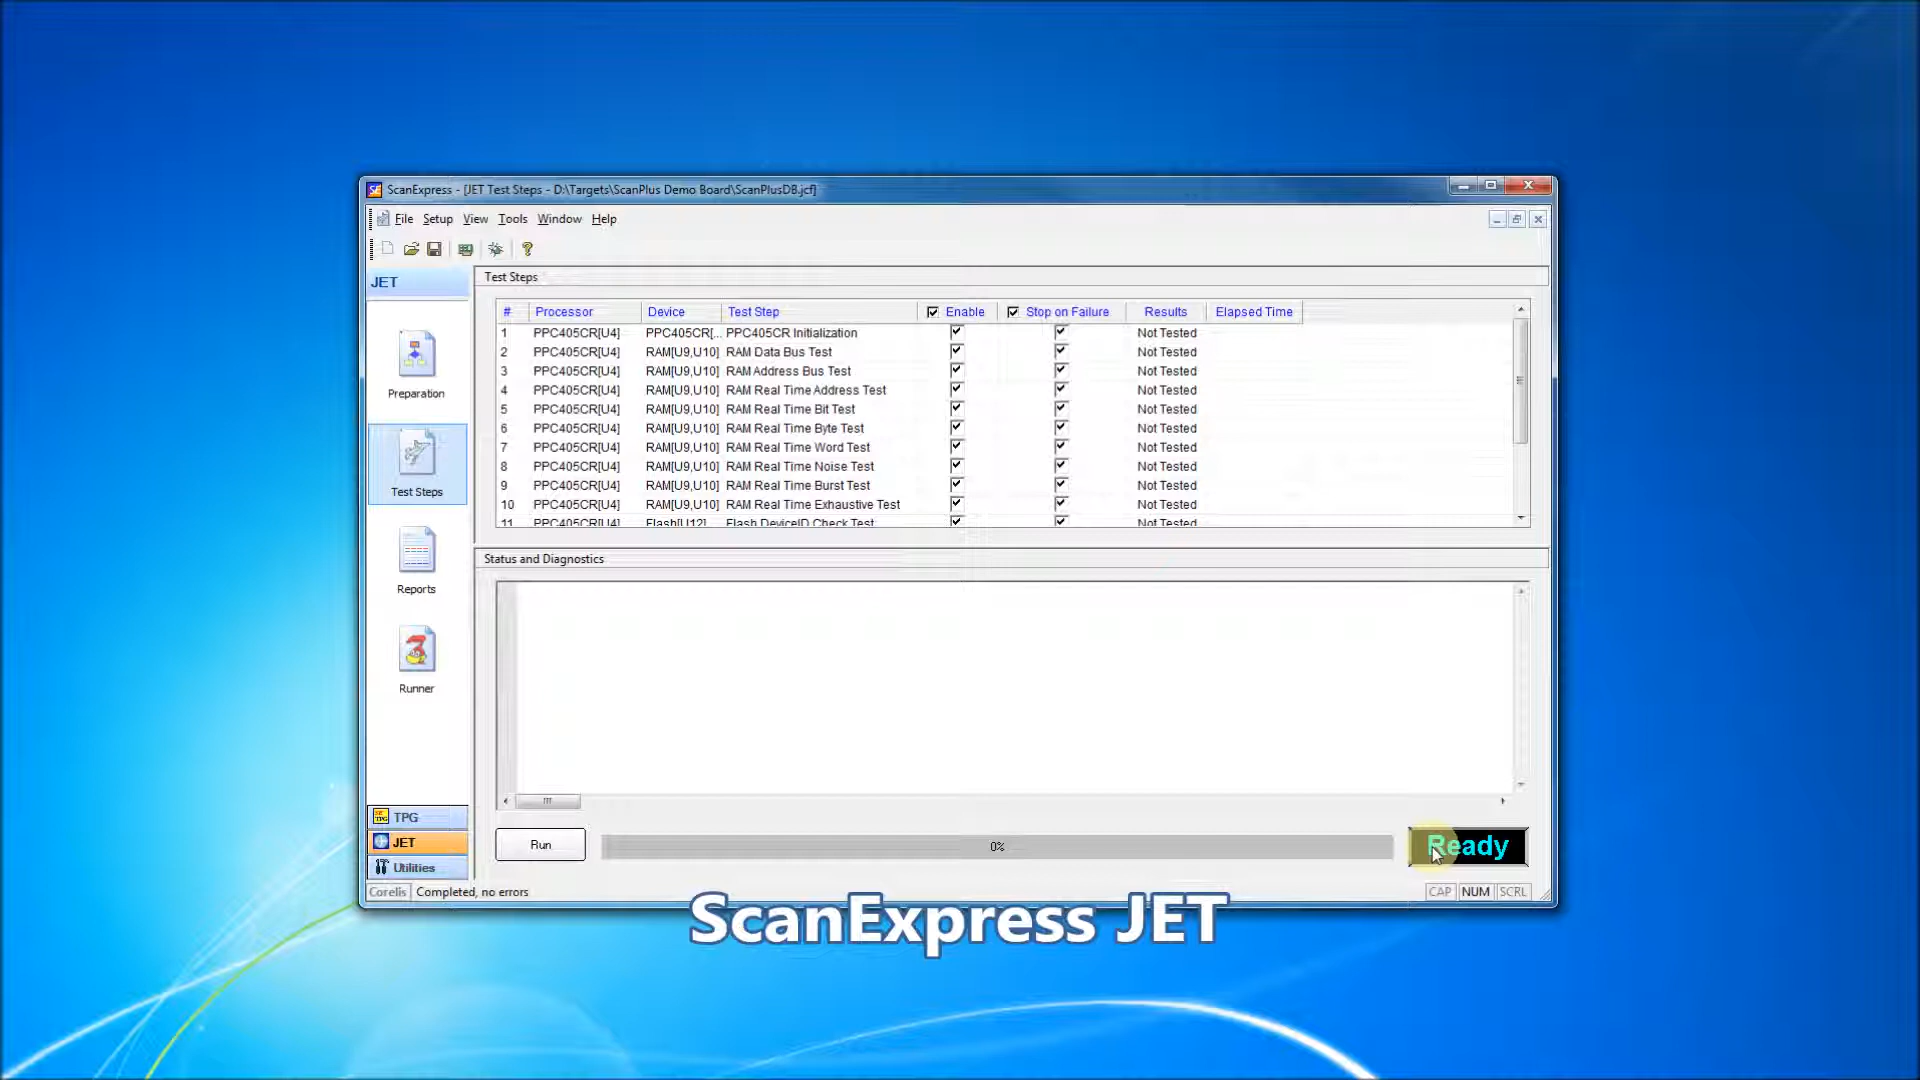 ScanExpress - [JET Test Steps - D:\Targets\ScanPlus Demo Board\ScanPlusDB.jcf]
File Setup View Tools Window Help
JET
Preparation
Test Steps
Reports
Runner
TPG
JET
Utilities
Test Steps
# Processor Device Test Step Enable Stop on Failure Results Elapsed Time
1 PPC405CR[U4] PPC405CR[... PPC405CR Initialization Not Tested
2 PPC405CR[U4] RAM[U9,U10] RAM Data Bus Test Not Tested
3 PPC405CR[U4] RAM[U9,U10] RAM Address Bus Test Not Tested
4 PPC405CR[U4] RAM[U9,U10] RAM Real Time Address Test Not Tested
5 PPC405CR[U4] RAM[U9,U10] RAM Real Time Bit Test Not Tested
6 PPC405CR[U4] RAM[U9,U10] RAM Real Time Byte Test Not Tested
7 PPC405CR[U4] RAM[U9,U10] RAM Real Time Word Test Not Tested
8 PPC405CR[U4] RAM[U9,U10] RAM Real Time Noise Test Not Tested
9 PPC405CR[U4] RAM[U9,U10] RAM Real Time Burst Test Not Tested
10 PPC405CR[U4] RAM[U9,U10] RAM Real Time Exhaustive Test Not Tested
11 PPC405CR[U4] Flash[U12] Flash DeviceID Check Test Not Tested
Status and Diagnostics
Run 0% Ready
Corelis Completed, no errors CAP NUM SCRL
ScanExpress JET